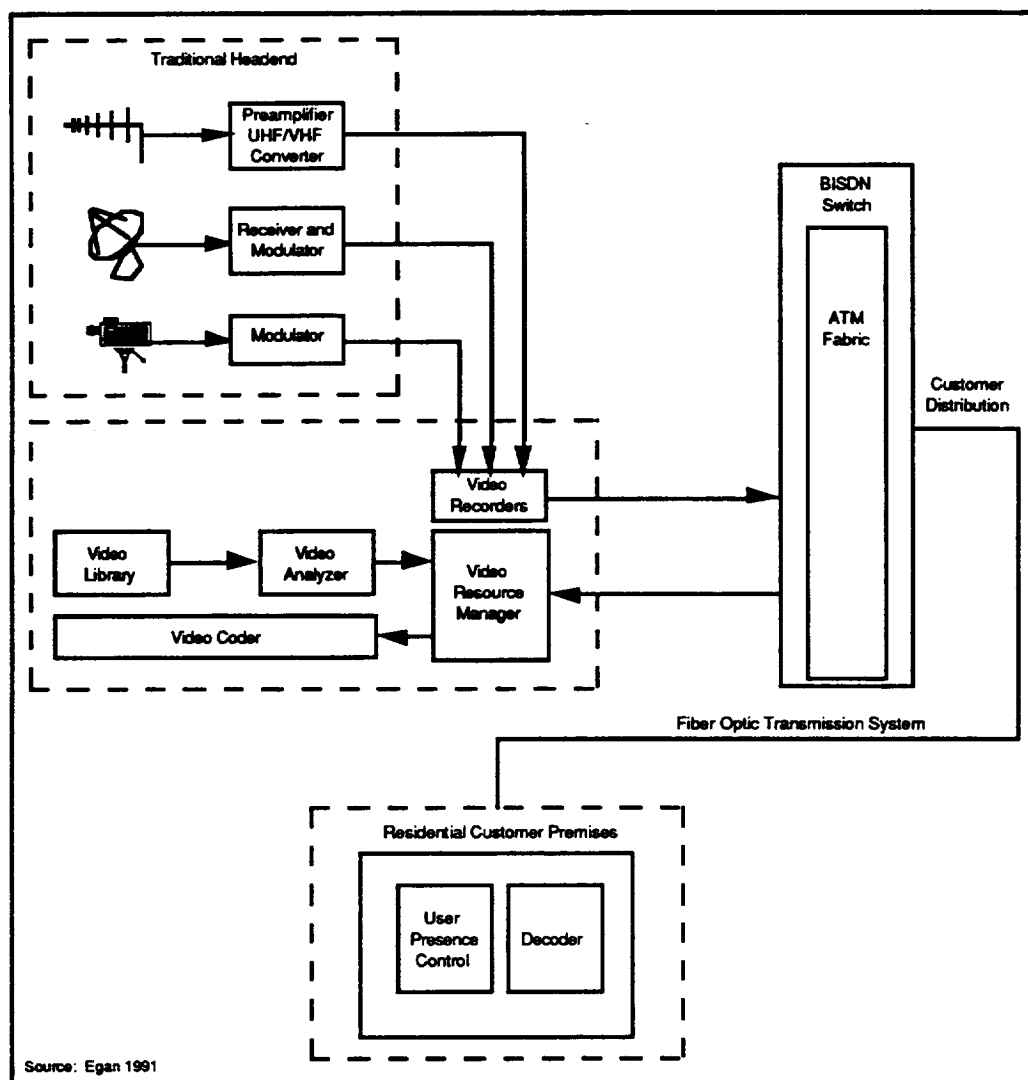 Traditional Headend
Preamplifier
UHF/VHF
Converter
Receiver and
Modulator
Modulator
BISDN
Switch
ATM
Fabric
Customer
Distribution
Video
Recorders
Video
Library
Video
Analyzer
Video
Resource
Manager
Video Coder
Fiber Optic Transmission System
Residential Customer Premises
User
Presence
Control
Decoder
Source: Egan 1991